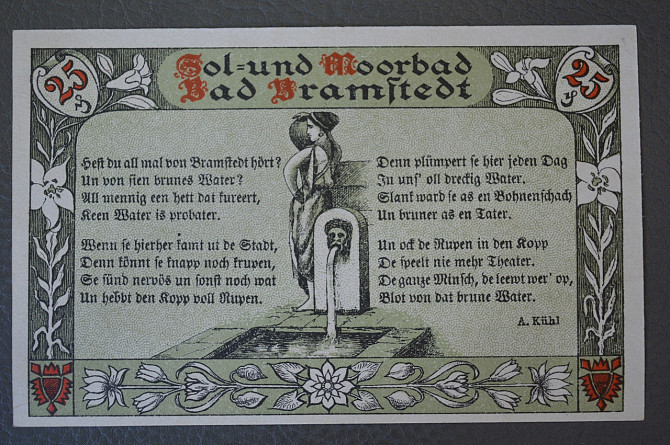 25
Sol- und Moorbad
Bad Bramstedt
25
Hest du all mal von Bramstedt hört?
Un von sien brunes Water?
All mennig een hett dat kureert,
Keen Water is probater.
Wenn se hierher kamt ut de Stadt,
Denn könnt se knapp noch krupen,
Se sünd nervös un sonst noch wat
Un hebbt den Kopp voll Rupen.
Denn plümpert se hier jeden Dag
In uns' oll dreckig Water.
Slank ward se as en Bohnenschach
Un bruner as en Tater.
Un ock de Rupen in den Kopp
De speelt nie mehr Theater.
De ganze Minsch, de leewt wer' op,
Blot von dat brune Water.
A. Kühl